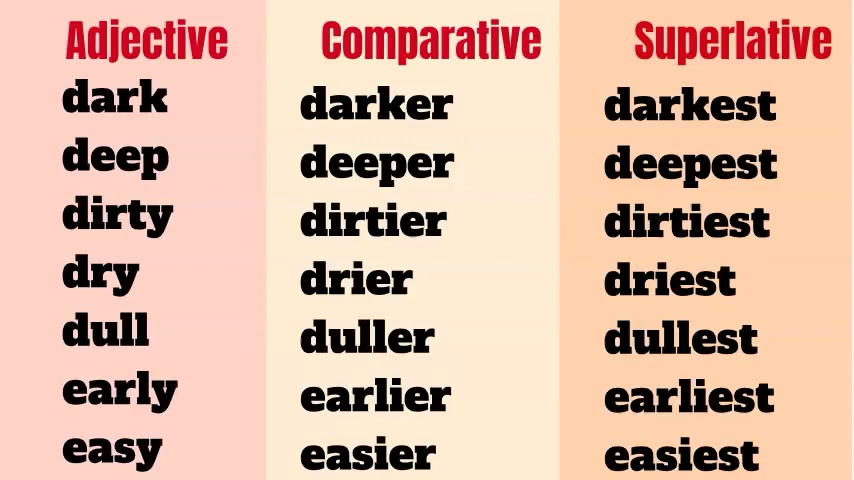 Adjective Comparative Superlative
dark darker darkest
deep deeper deepest
dirty dirtier dirtiest
dry drier driest
dull duller dullest
early earlier earliest
easy easier easiest